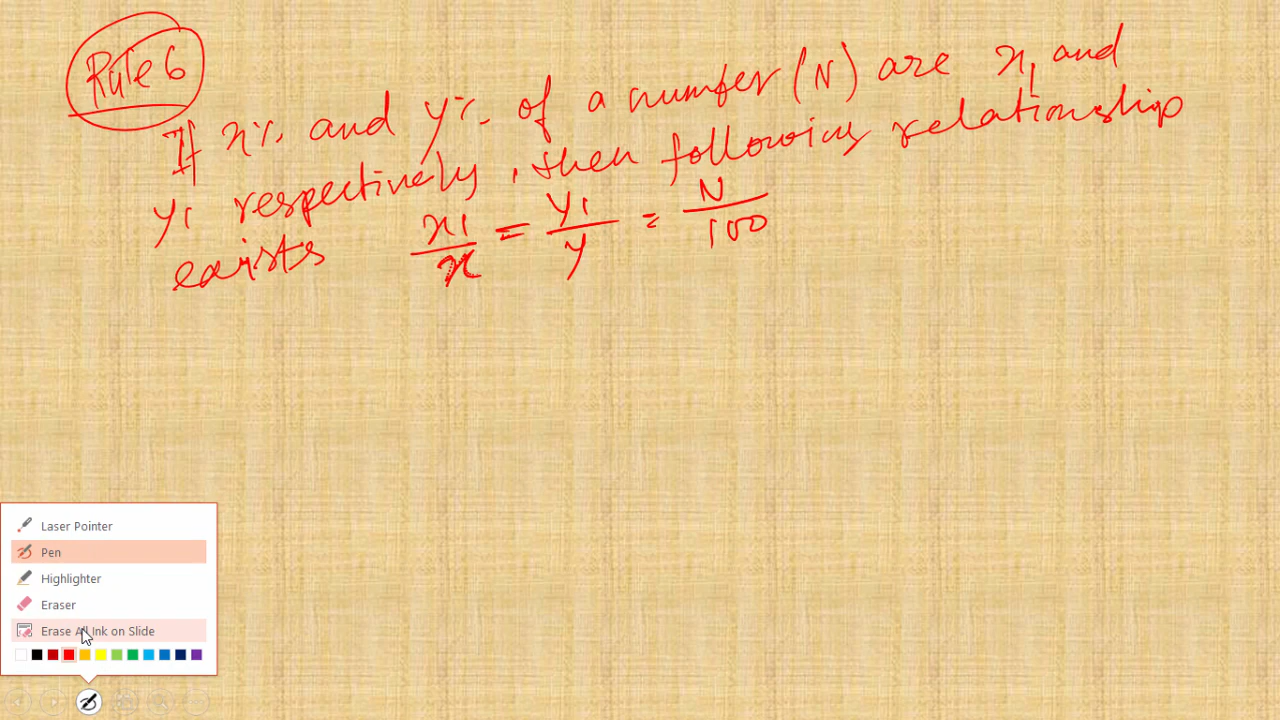 Rule 6
If x% and y% of a number (N) are x1 and
y1 respectively, then following relationship
exists x1/x = y1/y = N/100
Laser Pointer
Pen
Highlighter
Eraser
Erase All Ink on Slide